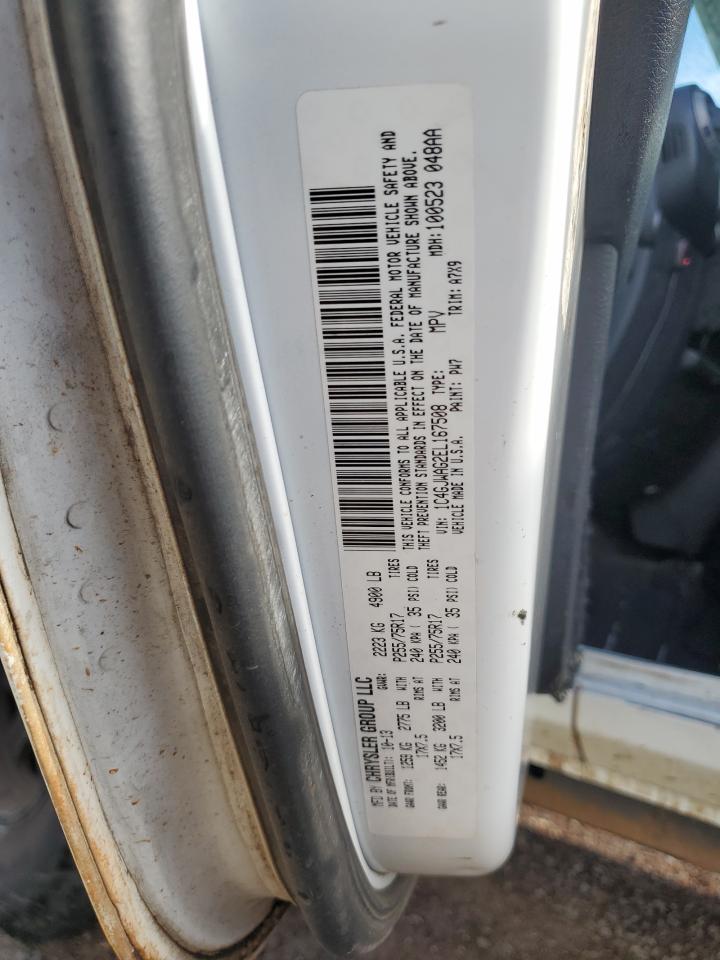 MFD BY CHRYSLER GROUP LLC
DATE OF MFR(BUILT): 10-13 GVWR: 2223 KG 4900 LB
GAWR FRONT: 1259 KG 2775 LB WITH P255/75R17 TIRES
17X7.5 RIMS AT 240 KPA ( 35 PSI) COLD
GAWR REAR: 1452 KG 3200 LB WITH P255/75R17 TIRES
17X7.5 RIMS AT 240 KPA ( 35 PSI) COLD
THIS VEHICLE CONFORMS TO ALL APPLICABLE U.S.A. FEDERAL MOTOR VEHICLE SAFETY AND
THEFT PREVENTION STANDARDS IN EFFECT ON THE DATE OF MANUFACTURE SHOWN ABOVE.
VIN: 1C4GJWAG2EL167508 TYPE: MPV MDH: 100523 048AA
VEHICLE MADE IN U.S.A. PAINT: PW7 TRIM: A7X9